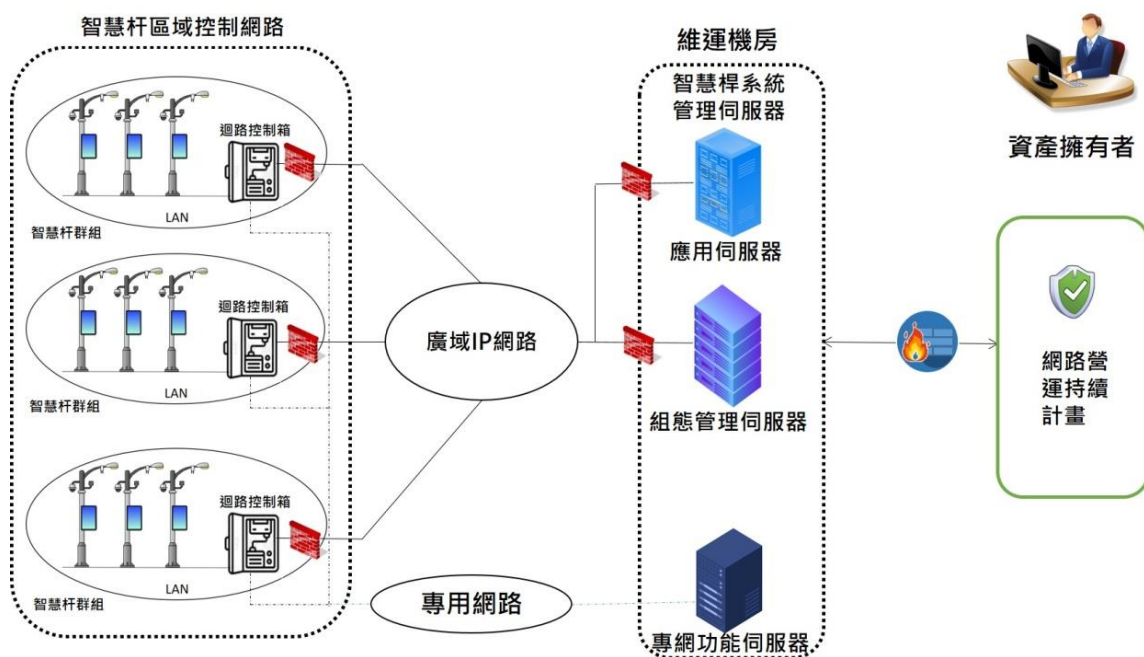 智慧杆區域控制網路
迴路控制箱
LAN
智慧杆群組
迴路控制箱
LAN
智慧杆群組
迴路控制箱
LAN
智慧杆群組
廣域IP網路
專用網路
維運機房
智慧桿系統
管理伺服器
應用伺服器
組態管理伺服器
專網功能伺服器
資產擁有者
網路營
運持續
計畫